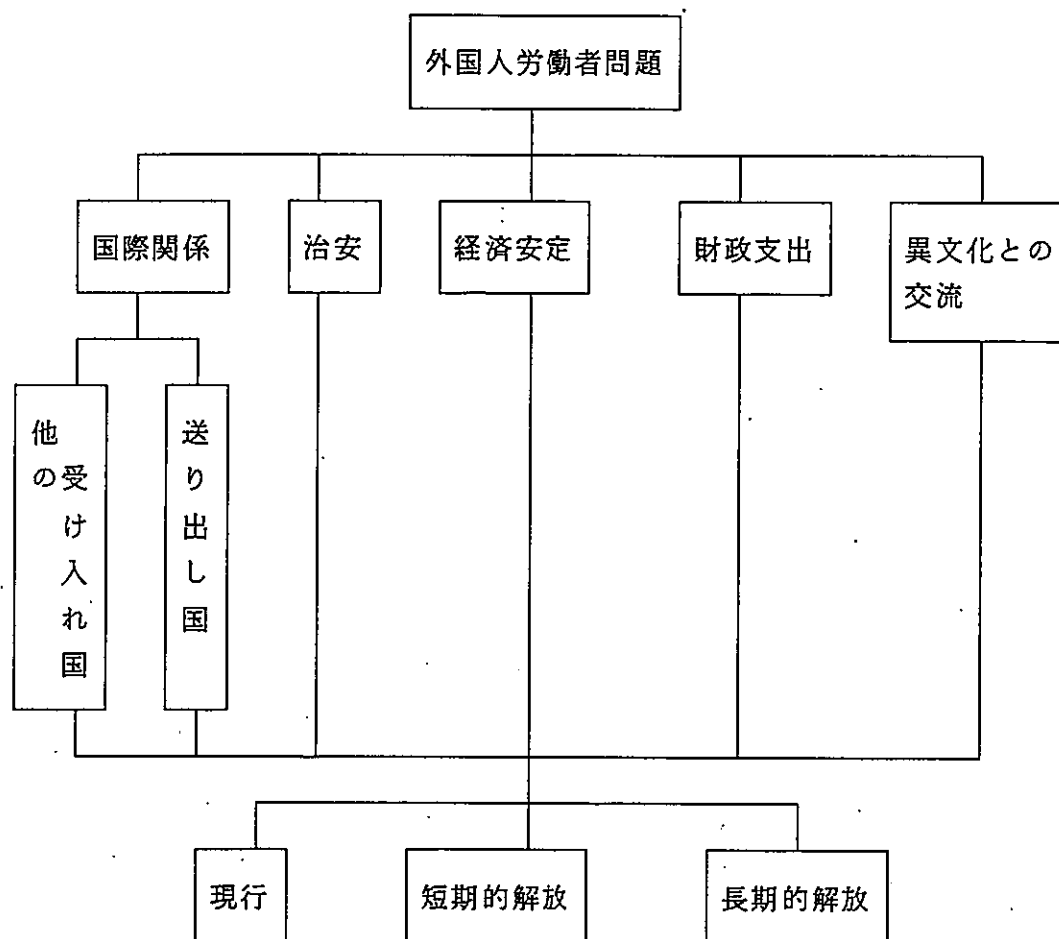 外国人労働者問題
国際関係
治安
経済安定
財政支出
異文化との
交流
他の
受け入れ国
送り出し国
現行
短期的解放
長期的解放